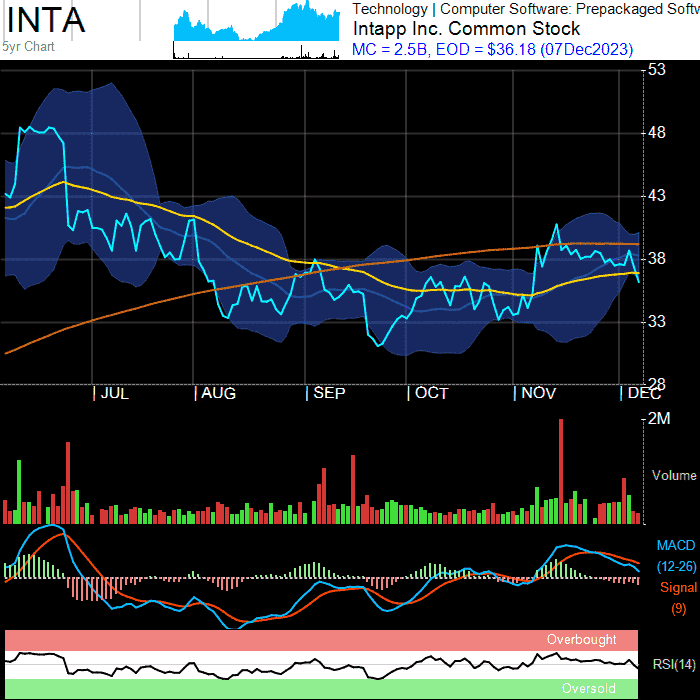 INTA
5yr Chart
Technology | Computer Software: Prepackaged Softw
Intapp Inc. Common Stock
MC = 2.5B, EOD = $36.18 (07Dec2023)
53
48
43
38
33
28
JUL AUG SEP OCT NOV DEC
2M
Volume
MACD
(12-26)
Signal
(9)
Overbought
RSI(14)
Oversold